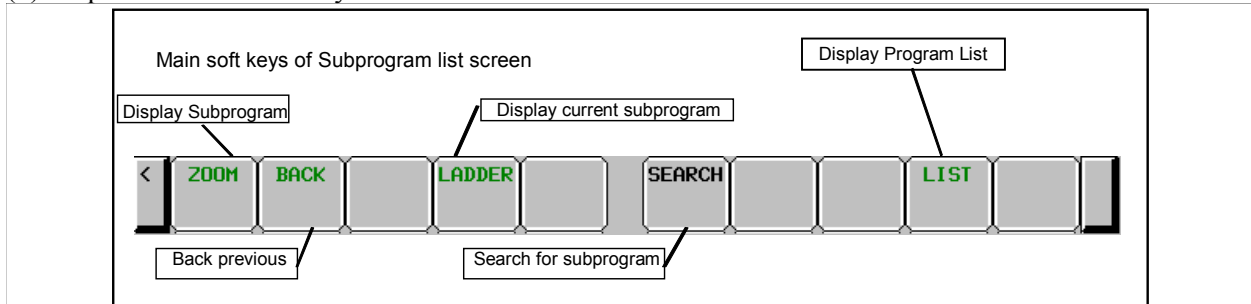 Main soft keys of Subprogram list screen
Display Program List
Display Subprogram
Display current subprogram
< ZOOM BACK LADDER SEARCH LIST
Back previous
Search for subprogram